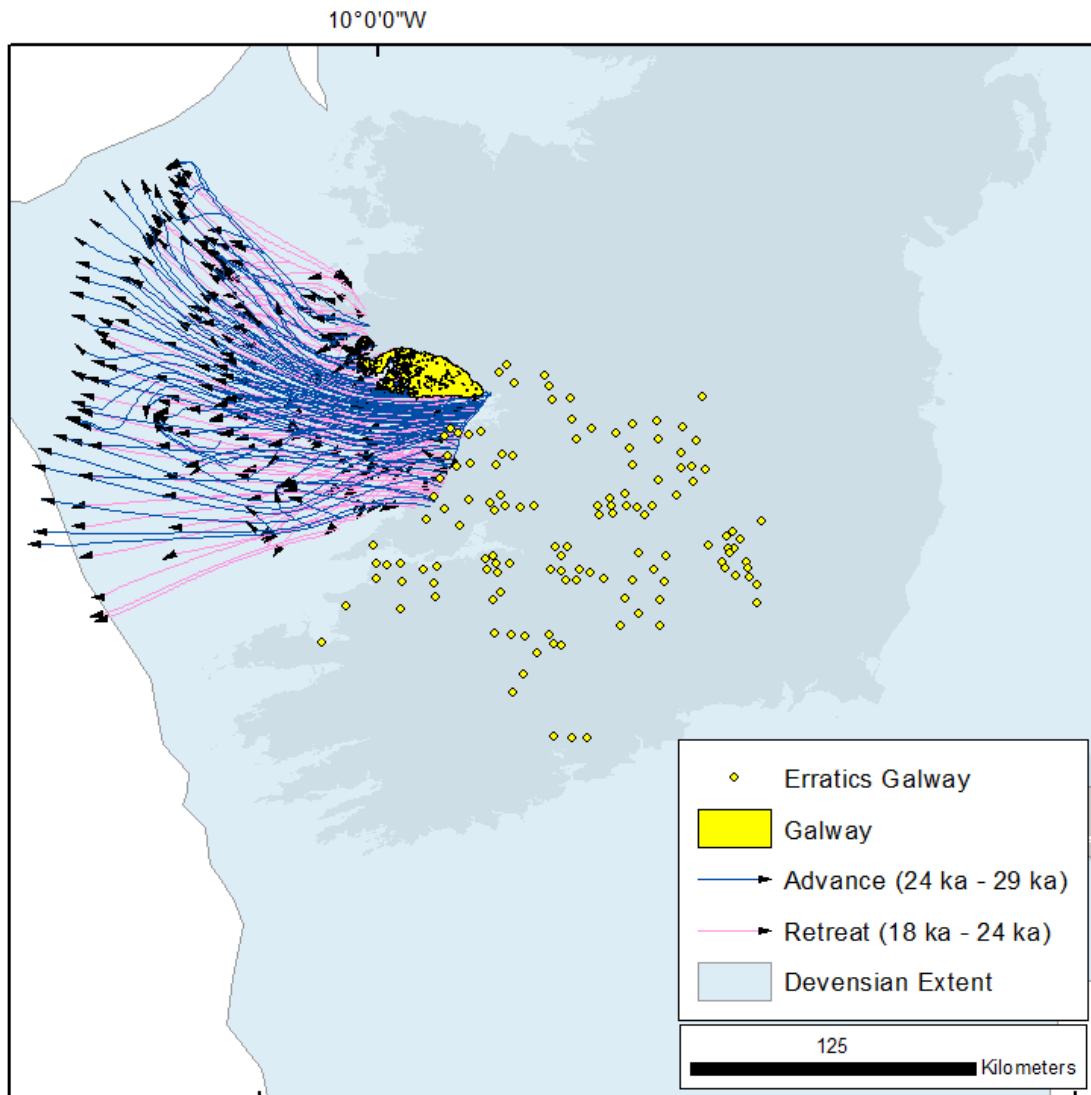 10°0'0"W
Erratics Galway
Galway
Advance (24 ka - 29 ka)
Retreat (18 ka - 24 ka)
Devensian Extent
125
Kilometers